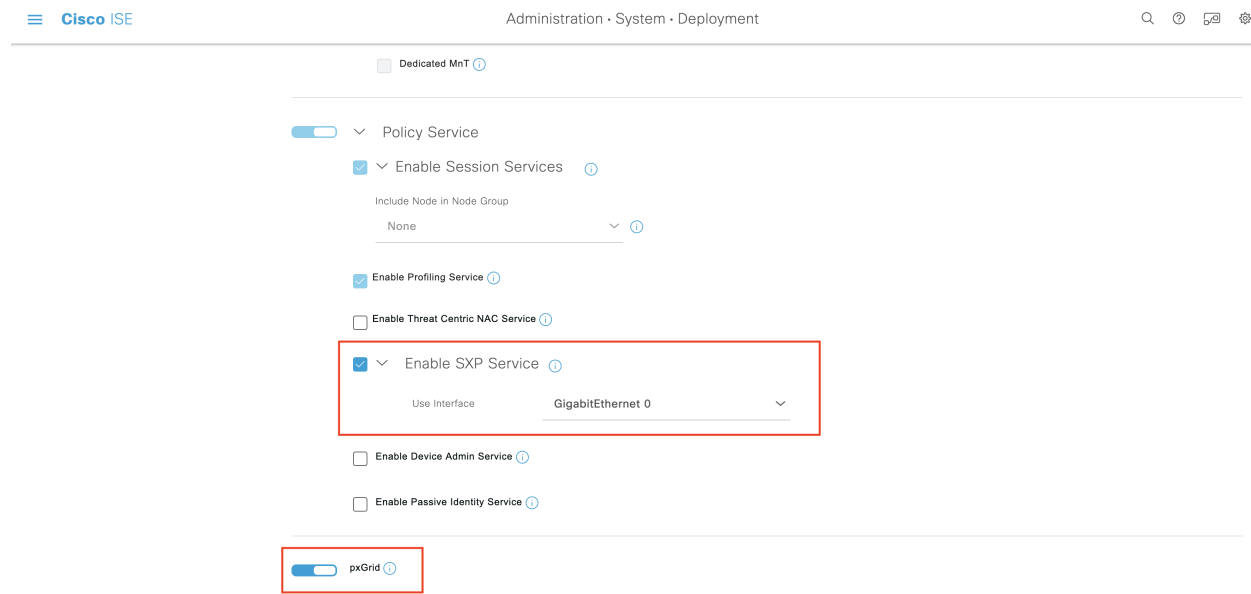 Cisco ISE
Administration · System · Deployment
Dedicated MnT
Policy Service
Enable Session Services
Include Node in Node Group
None
Enable Profiling Service
Enable Threat Centric NAC Service
Enable SXP Service
Use Interface GigabitEthernet 0
Enable Device Admin Service
Enable Passive Identity Service
pxGrid